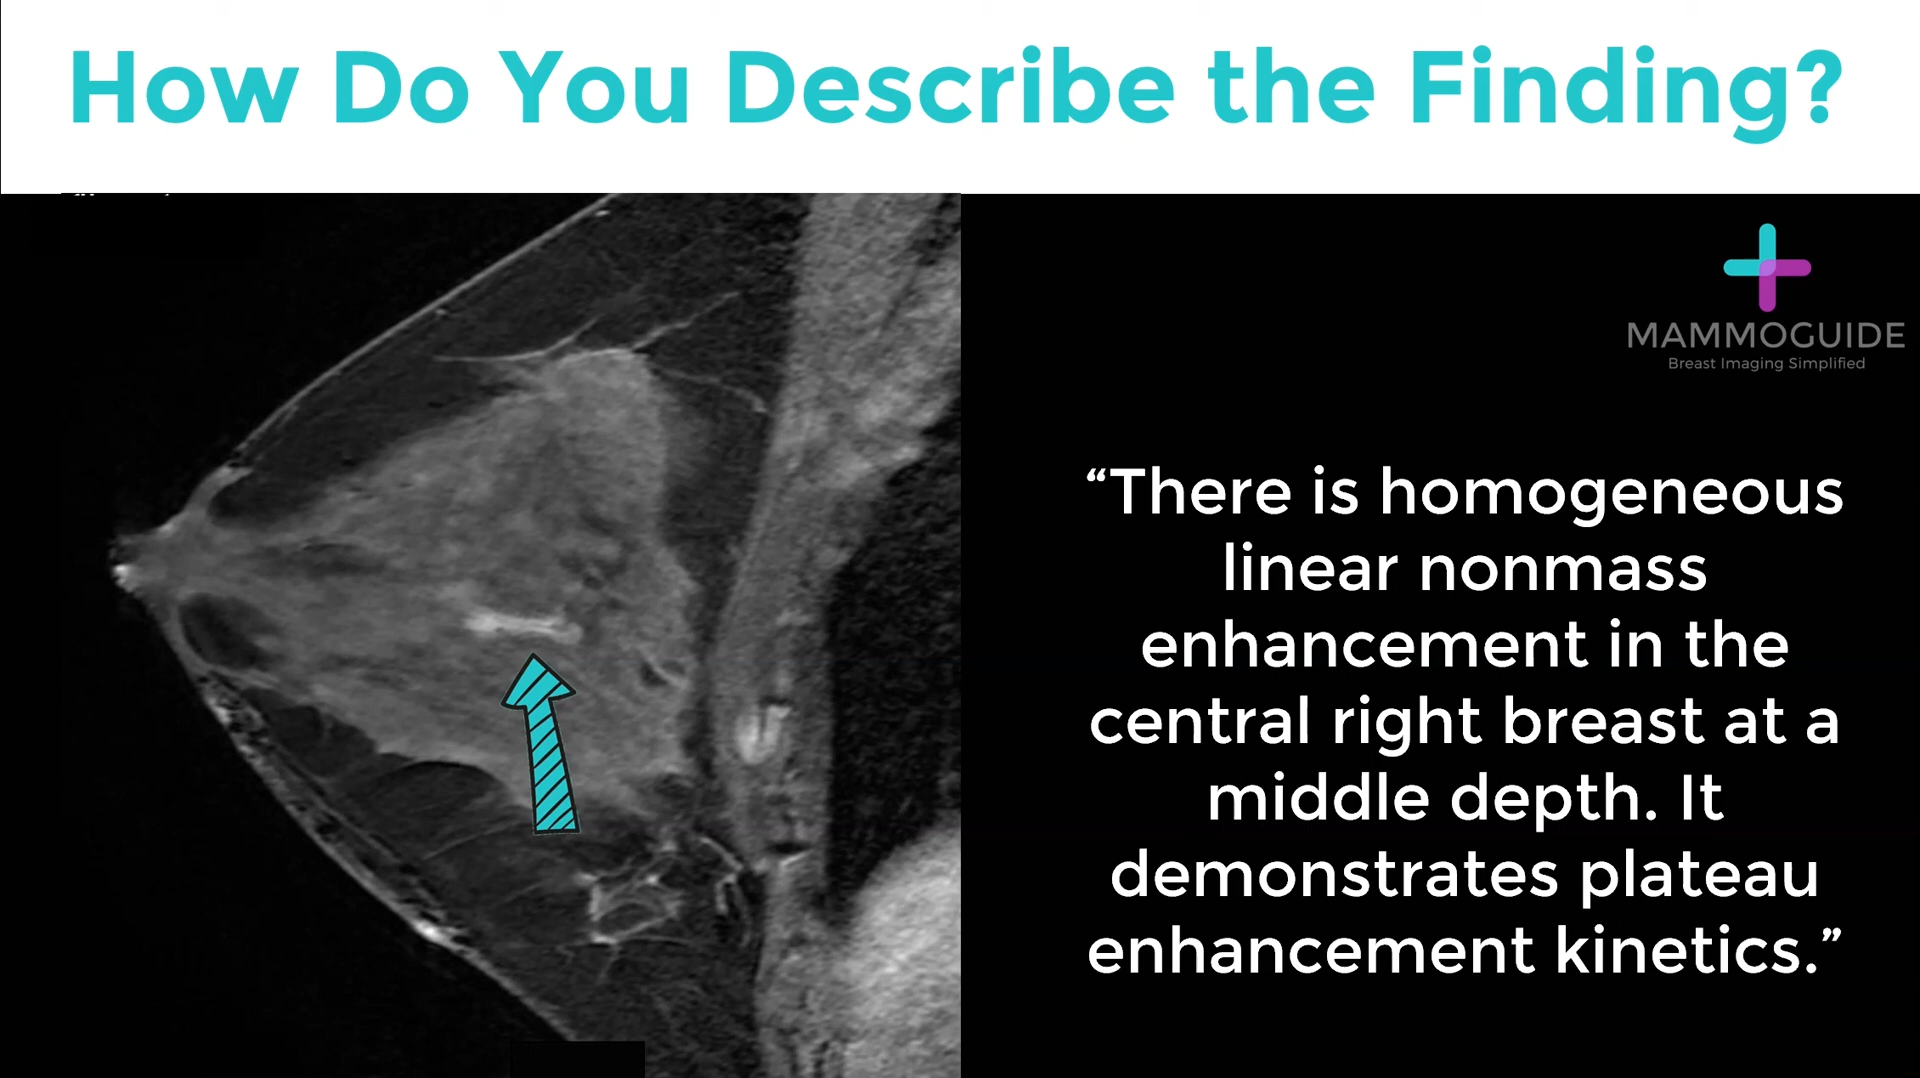 How Do You Describe the Finding?
MAMMOGUIDE
Breast Imaging Simplified
“There is homogeneous
linear nonmass
enhancement in the
central right breast at a
middle depth. It
demonstrates plateau
enhancement kinetics.”